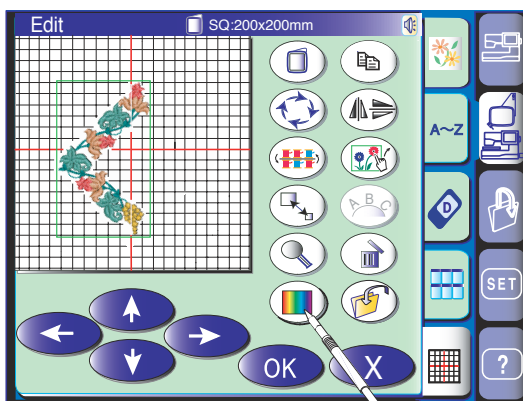 Edit
SQ:200x200mm
A~Z
A B C
D
SET
OK
X
?